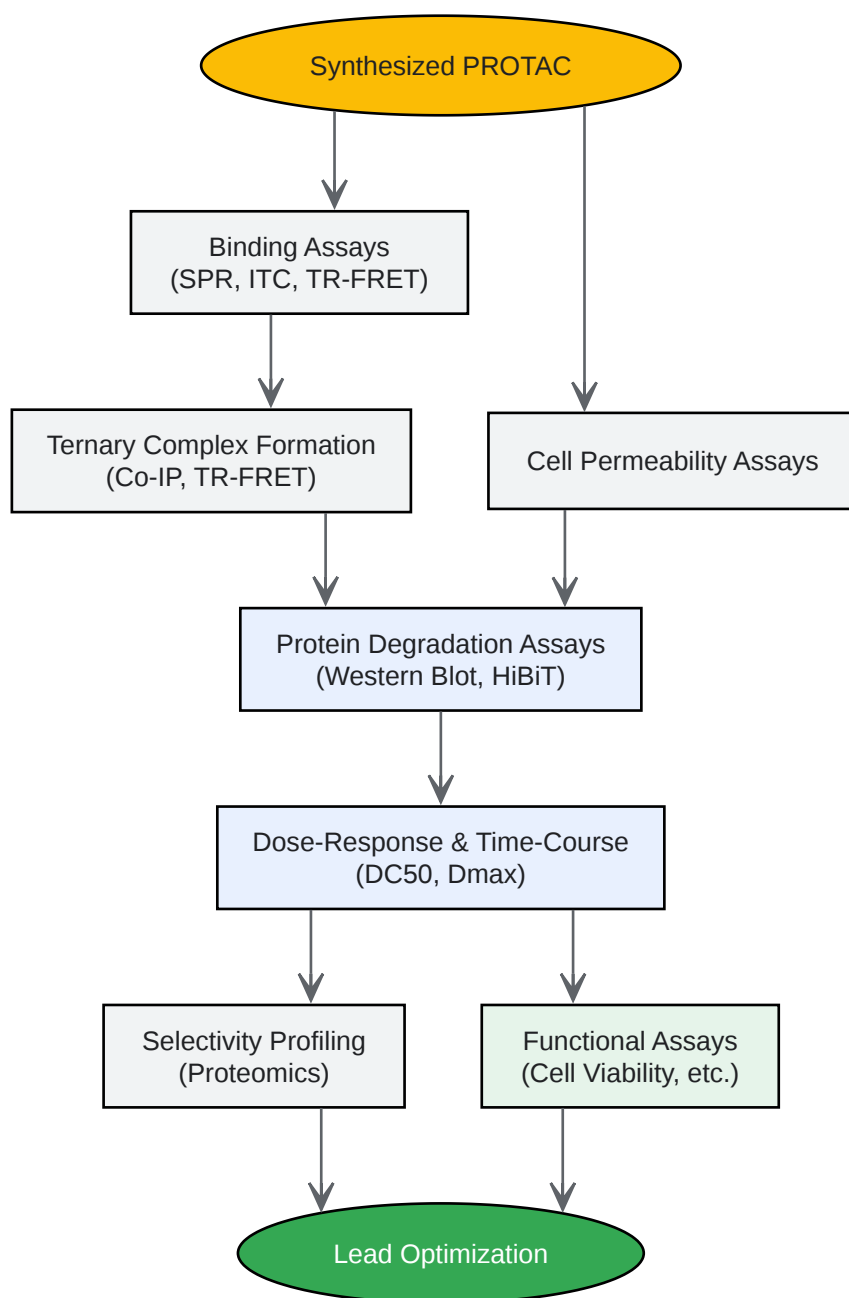 Synthesized PROTAC
Binding Assays
(SPR, ITC, TR-FRET)
Ternary Complex Formation
(Co-IP, TR-FRET)
Cell Permeability Assays
Protein Degradation Assays
(Western Blot, HiBiT)
Dose-Response & Time-Course
(DC50, Dmax)
Selectivity Profiling
(Proteomics)
Functional Assays
(Cell Viability, etc.)
Lead Optimization